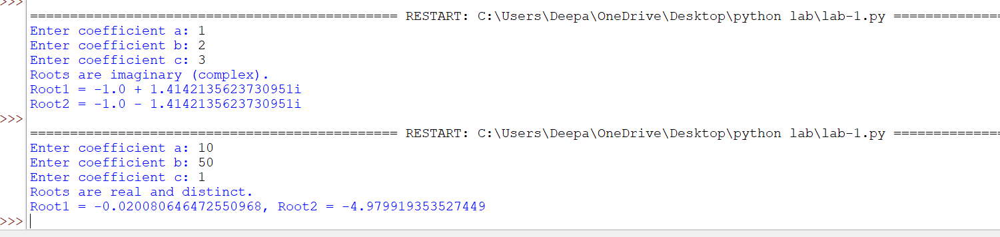 >>>
============================================== RESTART: C:\Users\Deepa\OneDrive\Desktop\python lab\lab-1.py ==============
Enter coefficient a: 1
Enter coefficient b: 2
Enter coefficient c: 3
Roots are imaginary (complex).
Root1 = -1.0 + 1.4142135623730951i
Root2 = -1.0 - 1.4142135623730951i
>>>
============================================== RESTART: C:\Users\Deepa\OneDrive\Desktop\python lab\lab-1.py ==============
Enter coefficient a: 10
Enter coefficient b: 50
Enter coefficient c: 1
Roots are real and distinct.
Root1 = -0.020080646472550968, Root2 = -4.979919353527449
>>>